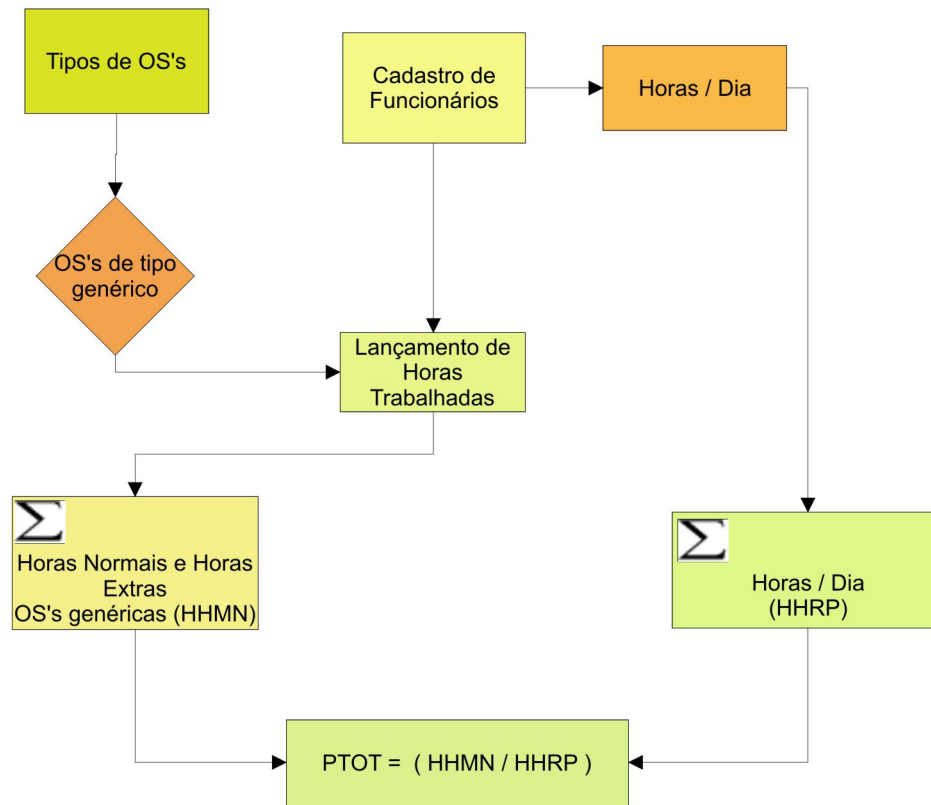 Tipos de OS's
Cadastro de
Funcionários
Horas / Dia
OS's de tipo
genérico
Lançamento de
Horas
Trabalhadas
Σ
Horas Normais e Horas
Extras
OS's genéricas (HHMN)
Σ
Horas / Dia
(HHRP)
PTOT = ( HHMN / HHRP )